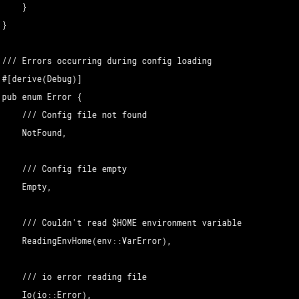 }
}
/// Errors occurring during config loading
#[derive(Debug)]
pub enum Error {
    /// Config file not found
    NotFound,
    /// Config file empty
    Empty,
    /// Couldn't read $HOME environment variable
    ReadingEnvHome(env::VarError),
    /// io error reading file
    Io(io::Error),